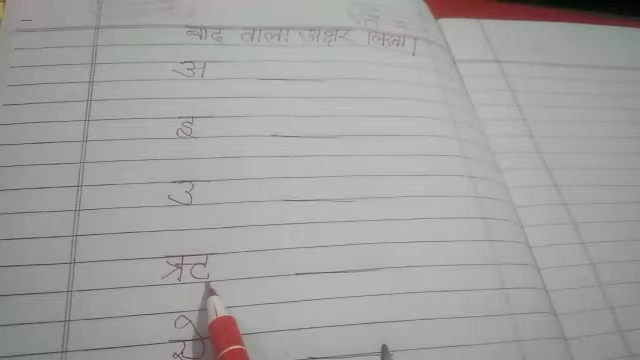 बाद वाला अक्षर लिखो।
अ
इ
उ
ऋ